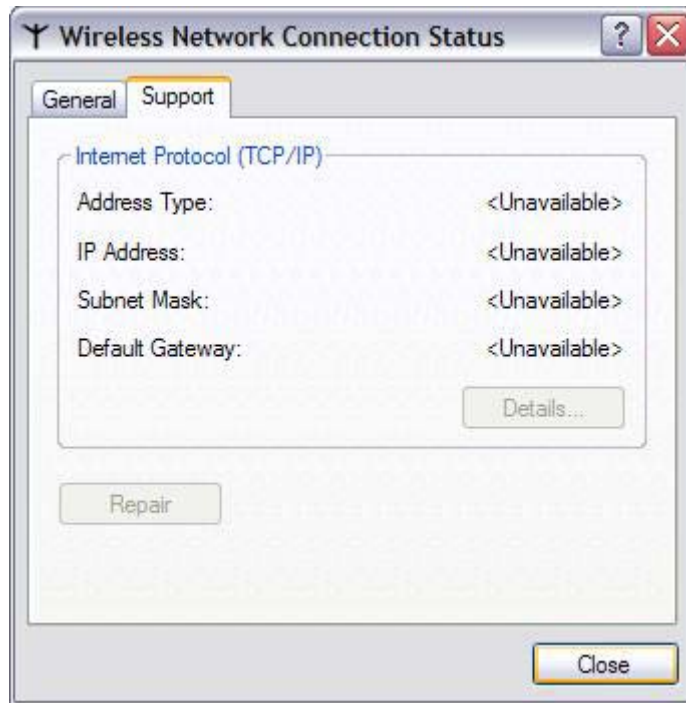 Wireless Network Connection Status
General Support
Internet Protocol (TCP/IP)
Address Type: <Unavailable>
IP Address: <Unavailable>
Subnet Mask: <Unavailable>
Default Gateway: <Unavailable>
Details...
Repair
Close